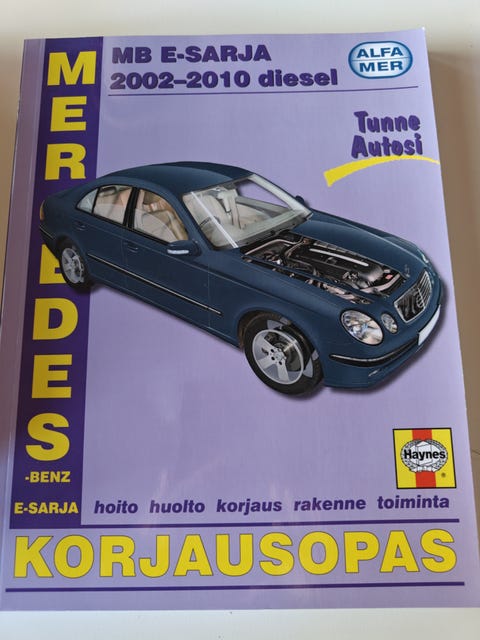 MB E-SARJA
2002–2010 diesel
ALFA
MER
Tunne
Autosi
MERCEDES
-BENZ
E-SARJA
Haynes
®
hoito huolto korjaus rakenne toiminta
KORJAUSOPAS